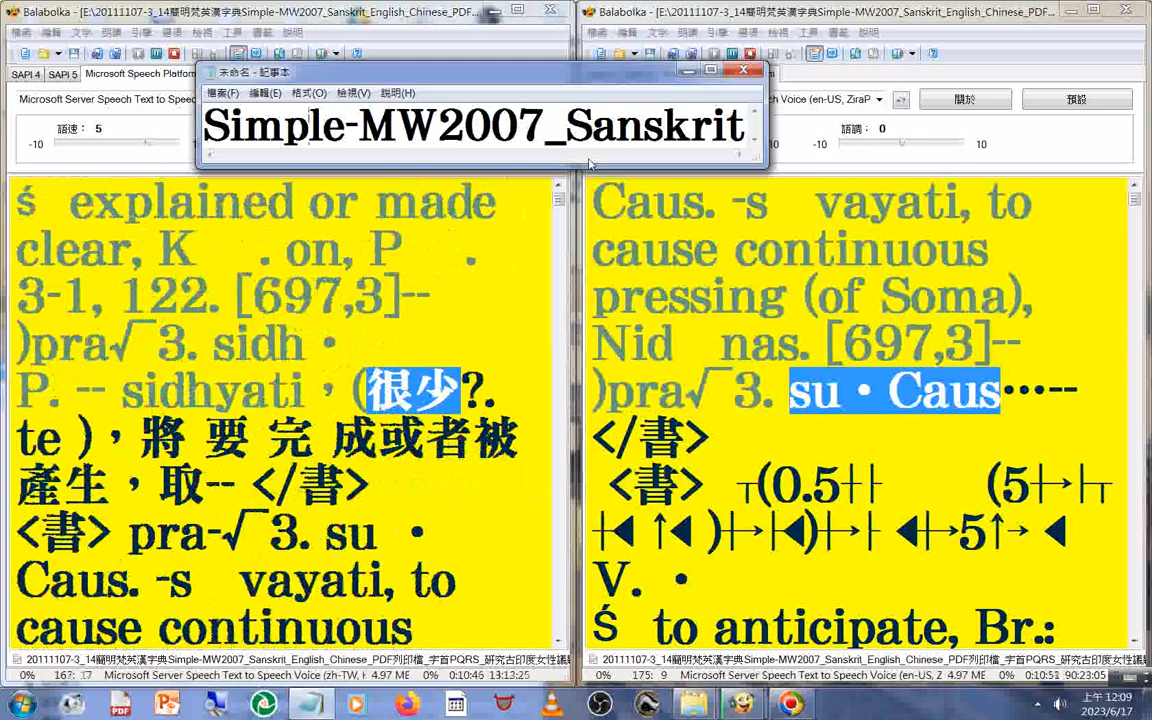 Balabolka - [E:\20111107-3_14簡明梵英漢字典Simple-MW2007_Sanskrit_English_Chinese_PDF...
Balabolka - [E:\20111107-3_14簡明梵英漢字典Simple-MW2007_Sanskrit_English_Chinese_PDF...
SAPI 4 SAPI 5 Microsoft Speech Platform
未命名 - 記事本
檔案(F) 編輯(E) 格式(O) 檢視(V) 說明(H)
Simple-MW2007_Sanskrit
Microsoft Server Speech Text to Spee
Voice (en-US, ZiraP
關於
預設
語速: 5
-10
語調: 0
-10 10
ś explained or made
clear, K . on, P .
3-1, 122. [697,3]--
)pra√ 3. sidh •
P. -- sidhyati,(很少?.
te ),將 要 完 成或者被
產生,取-- </書>
<書> pra-√ 3. su •
Caus. -s vayati, to
cause continuous
Caus. -s vayati, to
cause continuous
pressing (of Soma),
Nid nas. [697,3]--
)pra√ 3. su • Caus…--
</書>
<書> ┬(0.5┼├ (5├→├┬
├◀ ↑◀ )├→├◀)├→├ ◀├→5↑→ ◀
V. •
Ś to anticipate, Br.:
20111107-3_14簡明梵英漢字典Simple-MW2007_Sanskrit_English_Chinese_PDF列印檔_字首PQRS_研究古印度女性議
20111107-3_14簡明梵英漢字典Simple-MW2007_Sanskrit_English_Chinese_PDF列印檔_字首PQRS_研究古印度女性議
0% 167: 17 Microsoft Server Speech Text to Speech Voice (zh-TW, H 4.97 MB 0% 0:10:46 13:13:25
0% 175: 9 Microsoft Server Speech Text to Speech Voice (en-US, Z 4.97 MB 0% 0:10:51 90:23:05
上午 12:09
2023/6/17